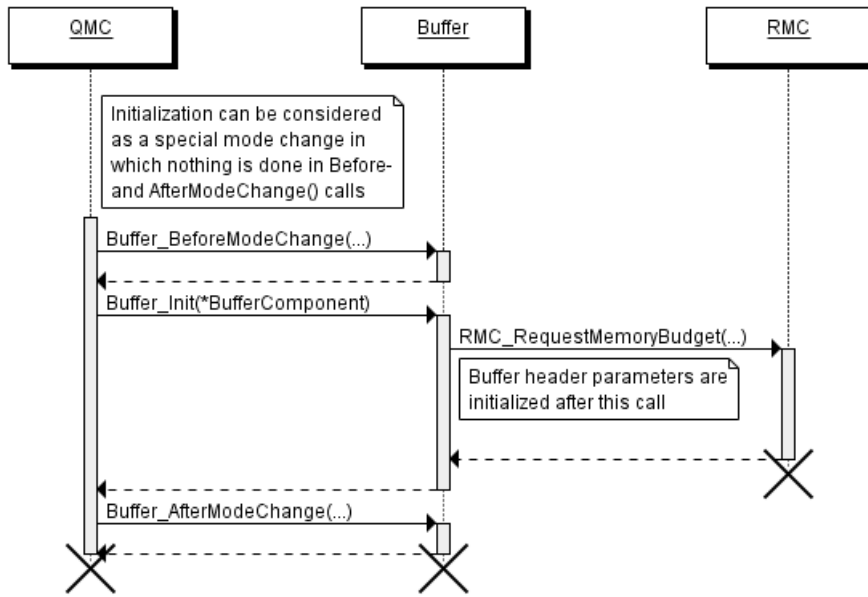 QMC
Buffer
RMC
Initialization can be considered
as a special mode change in
which nothing is done in Before-
and AfterModeChange() calls
Buffer_BeforeModeChange(...)
Buffer_Init(*BufferComponent)
RMC_RequestMemoryBudget(...)
Buffer header parameters are
initialized after this call
Buffer_AfterModeChange(...)